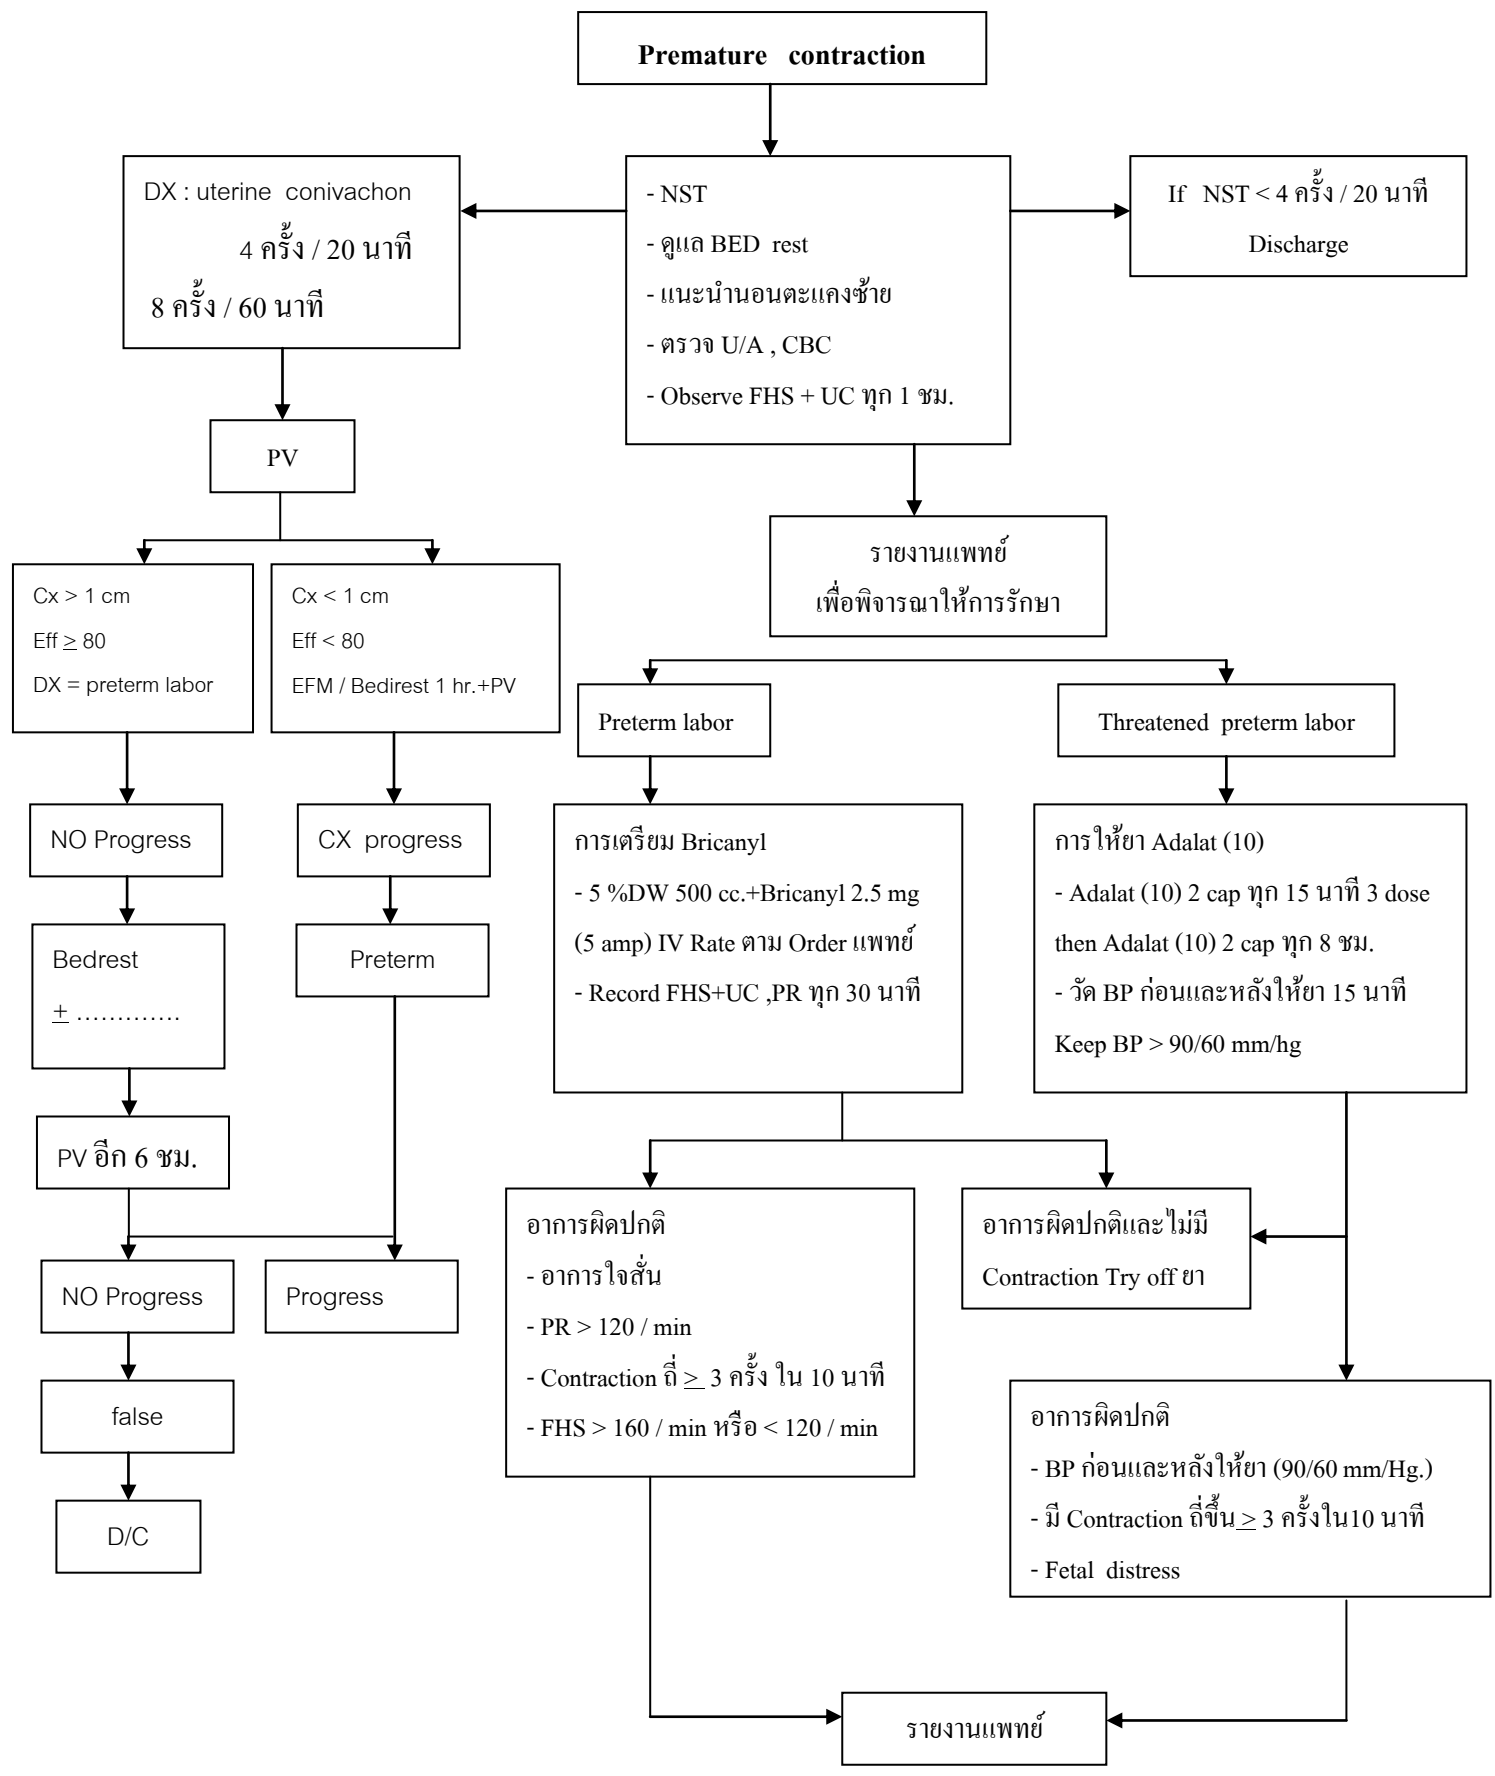 Premature contraction
DX : uterine conivachon
4 ครั้ง / 20 นาที
8 ครั้ง / 60 นาที
- NST
- ดูแล BED rest
- แนะนำนอนตะแคงซ้าย
- ตรวจ U/A , CBC
- Observe FHS + UC ทุก 1 ชม.
If NST < 4 ครั้ง / 20 นาที
Discharge
PV
รายงานแพทย์
เพื่อพิจารณาให้การรักษา
Cx > 1 cm
Eff ≥ 80
DX = preterm labor
Cx < 1 cm
Eff < 80
EFM / Bedirest 1 hr.+PV
Preterm labor
Threatened preterm labor
NO Progress
CX progress
การเตรียม Bricanyl
- 5 %DW 500 cc.+Bricanyl 2.5 mg
(5 amp) IV Rate ตาม Order แพทย์
- Record FHS+UC ,PR ทุก 30 นาที
การให้ยา Adalat (10)
- Adalat (10) 2 cap ทุก 15 นาที 3 dose
then Adalat (10) 2 cap ทุก 8 ชม.
- วัด BP ก่อนและหลังให้ยา 15 นาที
Keep BP > 90/60 mm/hg
Bedrest
± .............
Preterm
PV อีก 6 ชม.
อาการผิดปกติ
- อาการใจสั่น
- PR > 120 / min
- Contraction ถี่ ≥ 3 ครั้ง ใน 10 นาที
- FHS > 160 / min หรือ < 120 / min
อาการผิดปกติและไม่มี
Contraction Try off ยา
NO Progress
Progress
false
อาการผิดปกติ
- BP ก่อนและหลังให้ยา (90/60 mm/Hg.)
- มี Contraction ถี่ขึ้น ≥ 3 ครั้งใน10 นาที
- Fetal distress
D/C
รายงานแพทย์